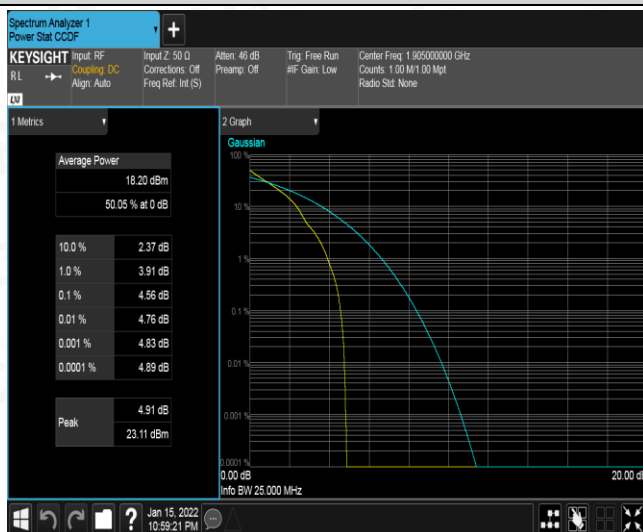 Spectrum Analyzer 1
Power Stat CCDF
+
KEYSIGHT
RL
LXI
Input: RF
Coupling: DC
Align: Auto
Input Z: 50 Ω
Corrections: Off
Freq Ref: Int (S)
Atten: 46 dB
Preamp: Off
Trig: Free Run
#IF Gain: Low
Center Freq: 1.905000000 GHz
Counts: 1.00 M/1.00 Mpt
Radio Std: None
1 Metrics
Average Power
18.20 dBm
50.05 % at 0 dB
10.0 % 2.37 dB
1.0 % 3.91 dB
0.1 % 4.56 dB
0.01 % 4.76 dB
0.001 % 4.83 dB
0.0001 % 4.89 dB
Peak
4.91 dB
23.11 dBm
2 Graph
Gaussian
100 %
10 %
1 %
0.1 %
0.01 %
0.001 %
0.0001 %
0.00 dB 20.00 dB
Info BW 25.000 MHz
?
Jan 15, 2022
10:59:21 PM